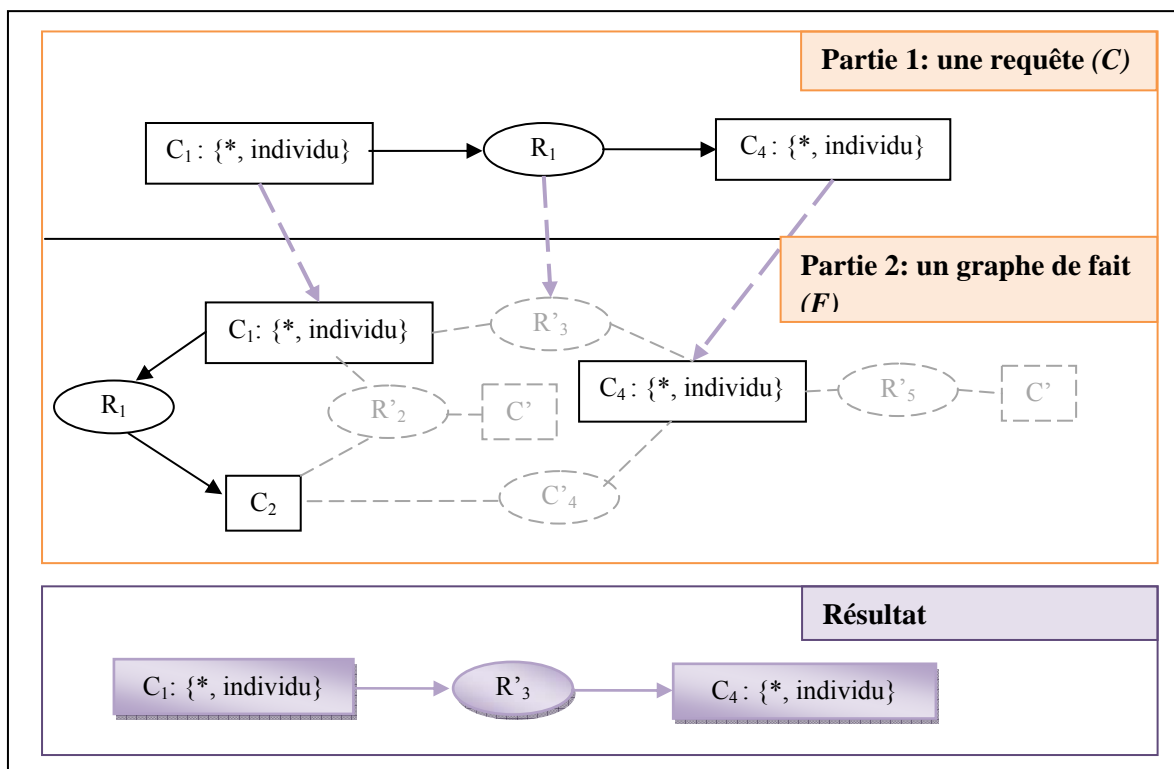 Partie 1: une requête (C)
C₁ : {*, individu}
R₁
C₄ : {*, individu}
Partie 2: un graphe de fait
(F)
C₁: {*, individu}
R'₃
C₄ : {*, individu}
R'₅
C'
R₁
R'₂
C'
C₂
C'₄
Résultat
C₁: {*, individu}
R'₃
C₄ : {*, individu}